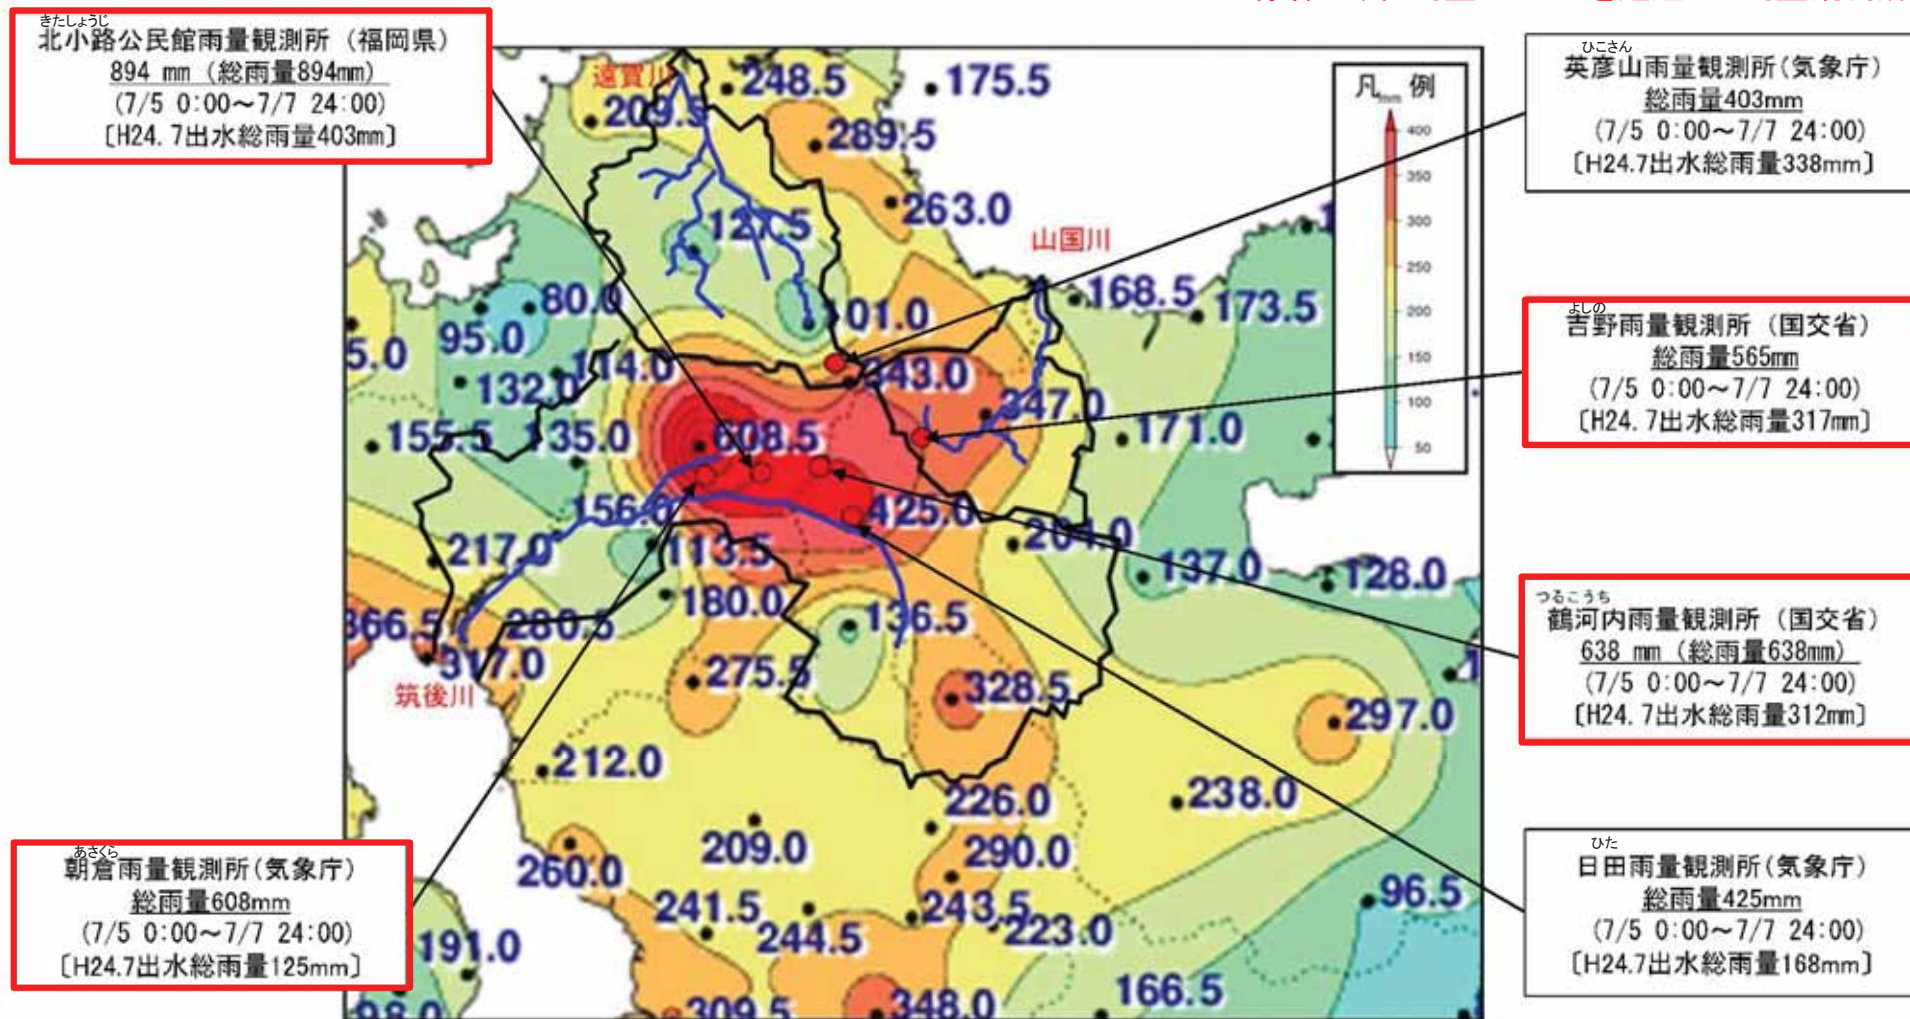 きたしょうじ
北小路公民館雨量観測所（福岡県）
894 mm（総雨量894mm）
(7/5 0:00～7/7 24:00)
〔H24.7出水総雨量403mm〕
ひこさん
英彦山雨量観測所(気象庁)
総雨量403mm
(7/5 0:00～7/7 24:00)
〔H24.7出水総雨量338mm〕
よしの
吉野雨量観測所（国交省）
総雨量565mm
(7/5 0:00～7/7 24:00)
〔H24.7出水総雨量317mm〕
つるこうち
鶴河内雨量観測所（国交省）
638 mm（総雨量638mm）
(7/5 0:00～7/7 24:00)
〔H24.7出水総雨量312mm〕
ひた
日田雨量観測所(気象庁)
総雨量425mm
(7/5 0:00～7/7 24:00)
〔H24.7出水総雨量168mm〕
あさくら
朝倉雨量観測所(気象庁)
総雨量608mm
(7/5 0:00～7/7 24:00)
〔H24.7出水総雨量125mm〕
凡 例
mm
400
350
300
250
200
150
100
50
遠賀川
山国川
筑後川
248.5
175.5
209.5
289.5
263.0
127.5
168.5
173.5
80.0
95.0
101.0
5.0
114.0
343.0
132.0
347.0
155.5
135.0
608.5
171.0
156.0
425.0
217.0
113.5
204.0
137.0
128.0
180.0
136.5
366.5
280.5
317.0
275.5
328.5
297.0
212.0
226.0
238.0
209.0
290.0
260.0
96.5
241.5
243.5
244.5
223.0
191.0
166.5
98.0
309.5
348.0